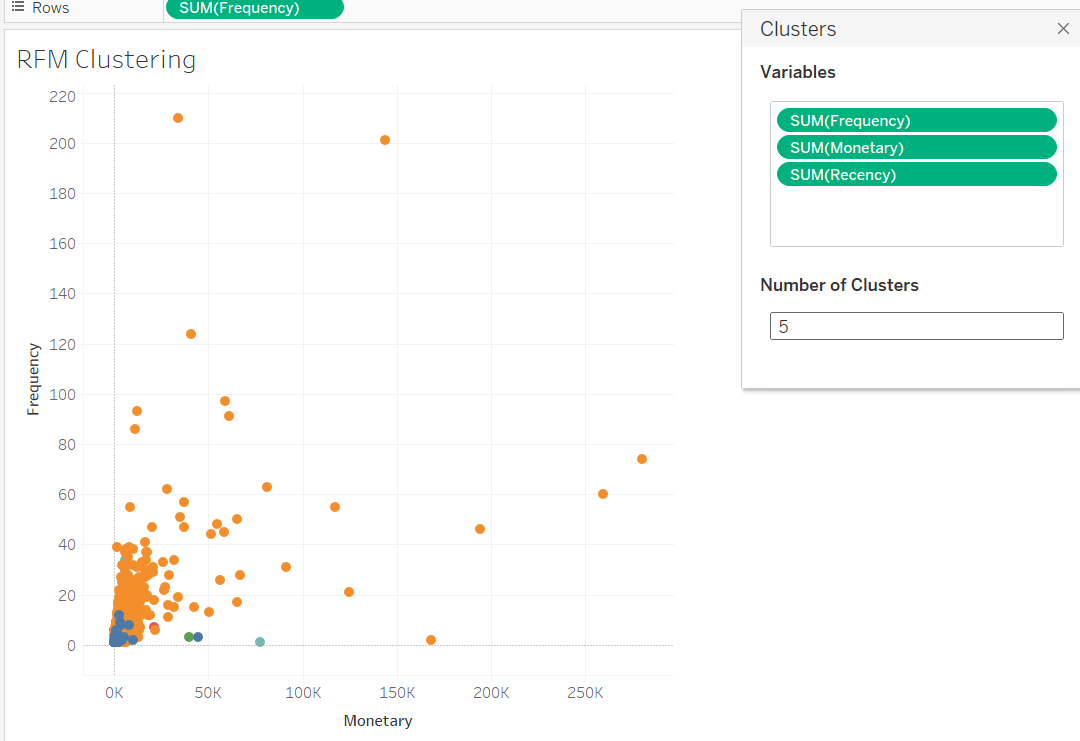 Rows
SUM(Frequency)
RFM Clustering
220
200
180
160
140
120
100
80
60
40
20
0
Frequency
0K 50K 100K 150K 200K 250K
Monetary
Clusters
Variables
SUM(Frequency)
SUM(Monetary)
SUM(Recency)
Number of Clusters
5